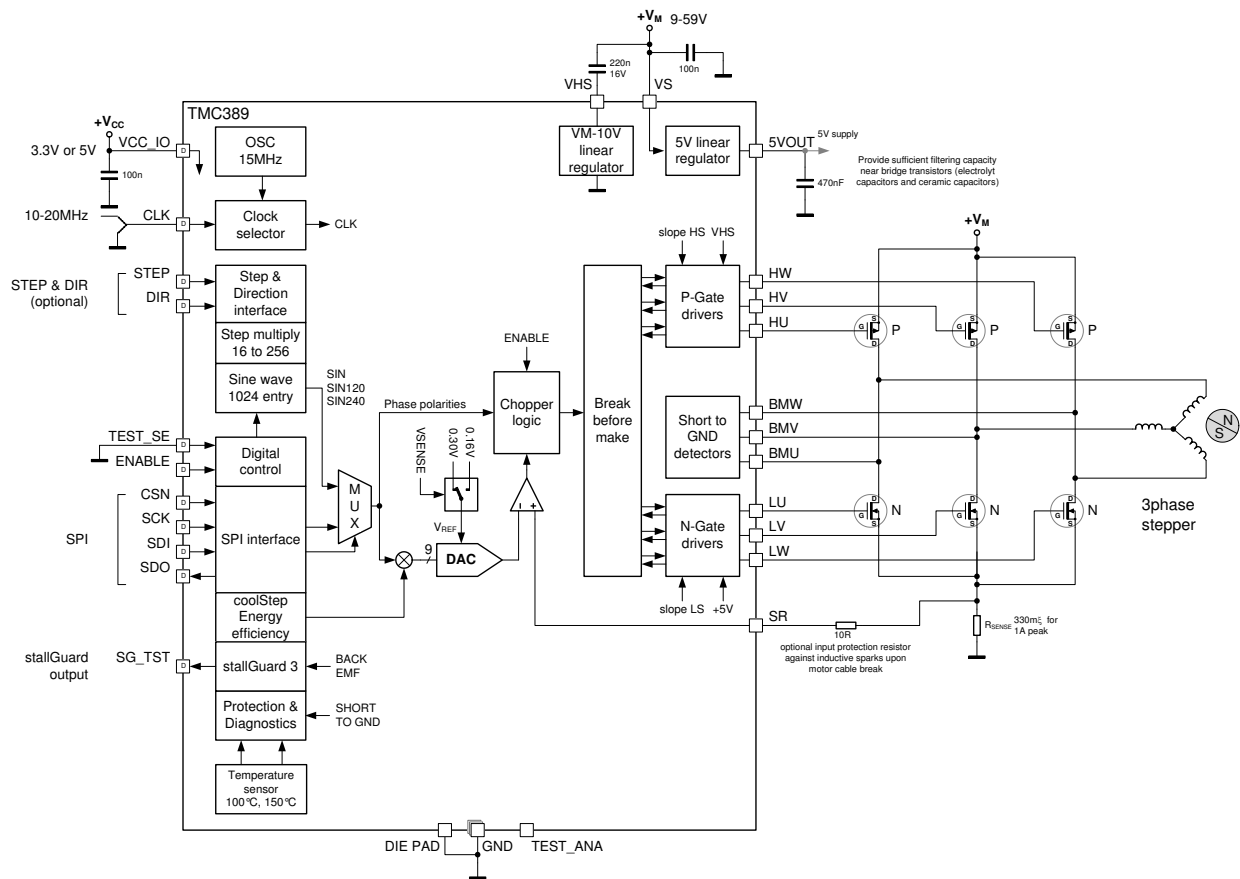 +VM
9-59V
220n
16V
100n
VHS
VS
TMC389
+VCC
VCC_IO
3.3V or 5V
100n
OSC
15MHz
VM-10V
linear
regulator
5V linear
regulator
5VOUT
5V supply
470nF
Provide sufficient filtering capacity
near bridge transistors (electrolyt
capacitors and ceramic capacitors)
10-20MHz
CLK
Clock
selector
CLK
+VM
slope HS
VHS
STEP
STEP & DIR
(optional)
DIR
Step &
Direction
interface
Step multiply
16 to 256
Sine wave
1024 entry
SIN
SIN120
SIN240
P-Gate
drivers
HW
HV
HU
S
G
D
P
S
G
D
P
S
G
D
P
ENABLE
Phase polarities
Chopper
logic
Break
before
make
Short to
GND
detectors
BMW
BMV
BMU
N
S
3phase
stepper
TEST_SE
ENABLE
Digital
control
VSENSE
0.30V
0.16V
MUX
SPI
CSN
SCK
SDI
SDO
SPI interface
VREF
9
DAC
N-Gate
drivers
LU
LV
LW
D
G
S
N
D
G
S
N
D
G
S
N
slope LS
+5V
coolStep
Energy
efficiency
SR
10R
optional input protection resistor
against inductive sparks upon
motor cable break
RSENSE
for
1A peak
stallGuard
output
SG_TST
stallGuard 3
BACK
EMF
Protection &
Diagnostics
SHORT
TO GND
Temperature
sensor
100°C, 150°C
DIE PAD
GND
TEST_ANA